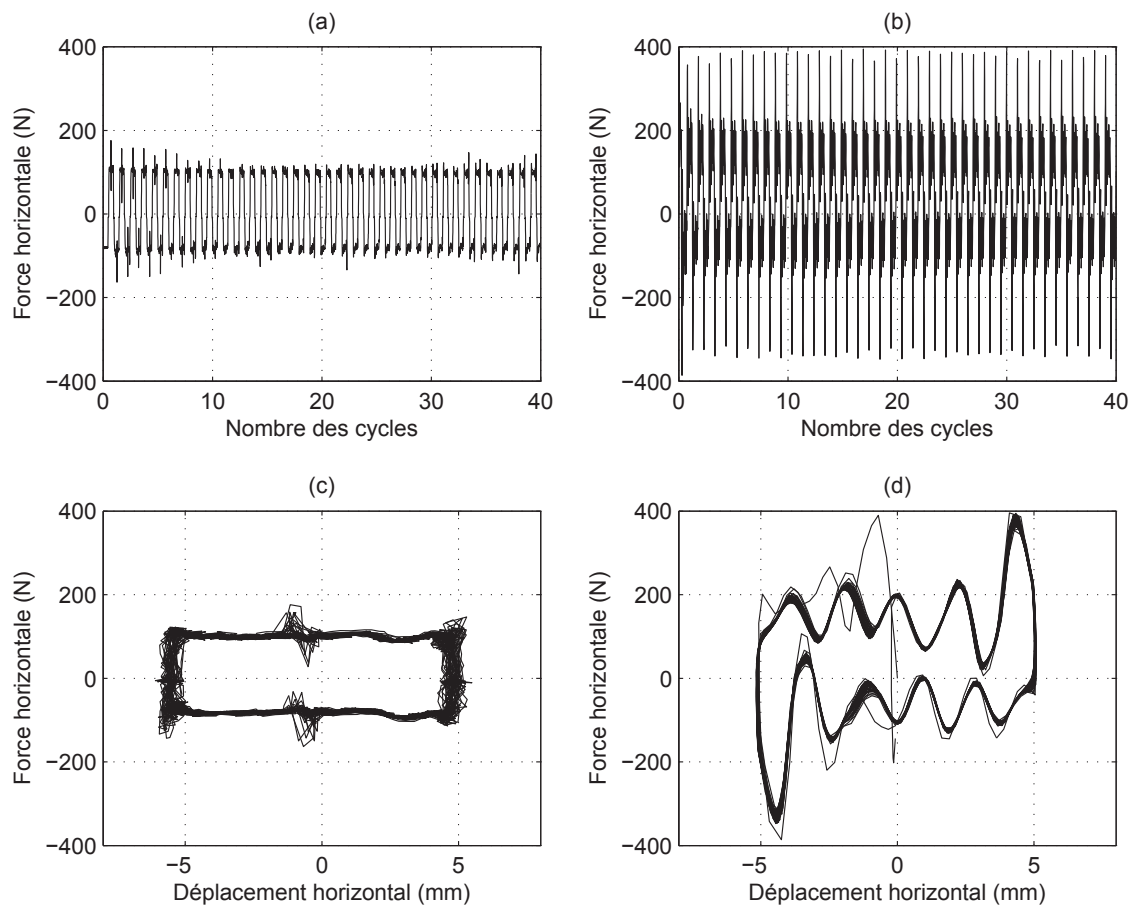 (a)
400
200
0
−200
−400
Force horizontale (N)
0 10 20 30 40
Nombre des cycles
(b)
400
200
0
−200
−400
Force horizontale (N)
0 10 20 30 40
Nombre des cycles
(c)
400
200
0
−200
−400
Force horizontale (N)
−5 0 5
Déplacement horizontal (mm)
(d)
400
200
0
−200
−400
Force horizontale (N)
−5 0 5
Déplacement horizontal (mm)